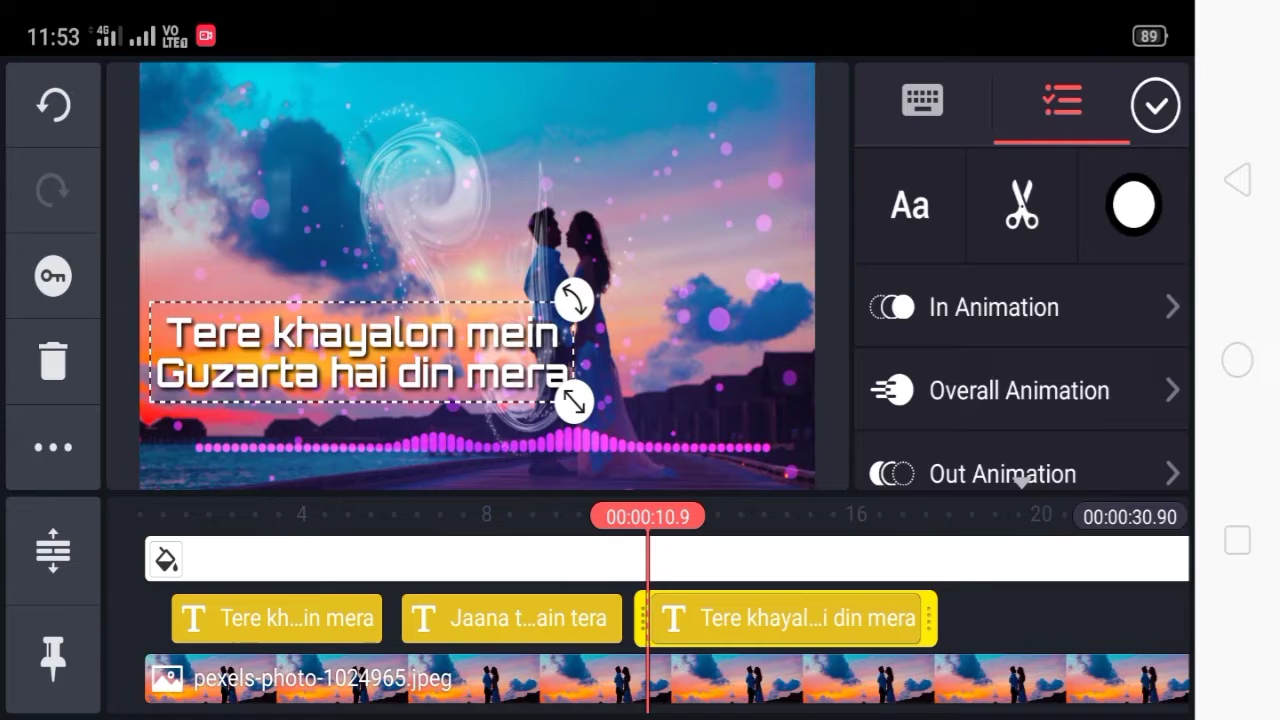 11:53
4G
VO
LTE
89
Tere khayalon mein
Guzarta hai din mera
Aa
In Animation
Overall Animation
Out Animation
4
8
00:00:10.9
16
20
00:00:30.90
T Tere kh...in mera
T Jaana t...ain tera
T Tere khayal...i din mera
pexels-photo-1024965.jpeg